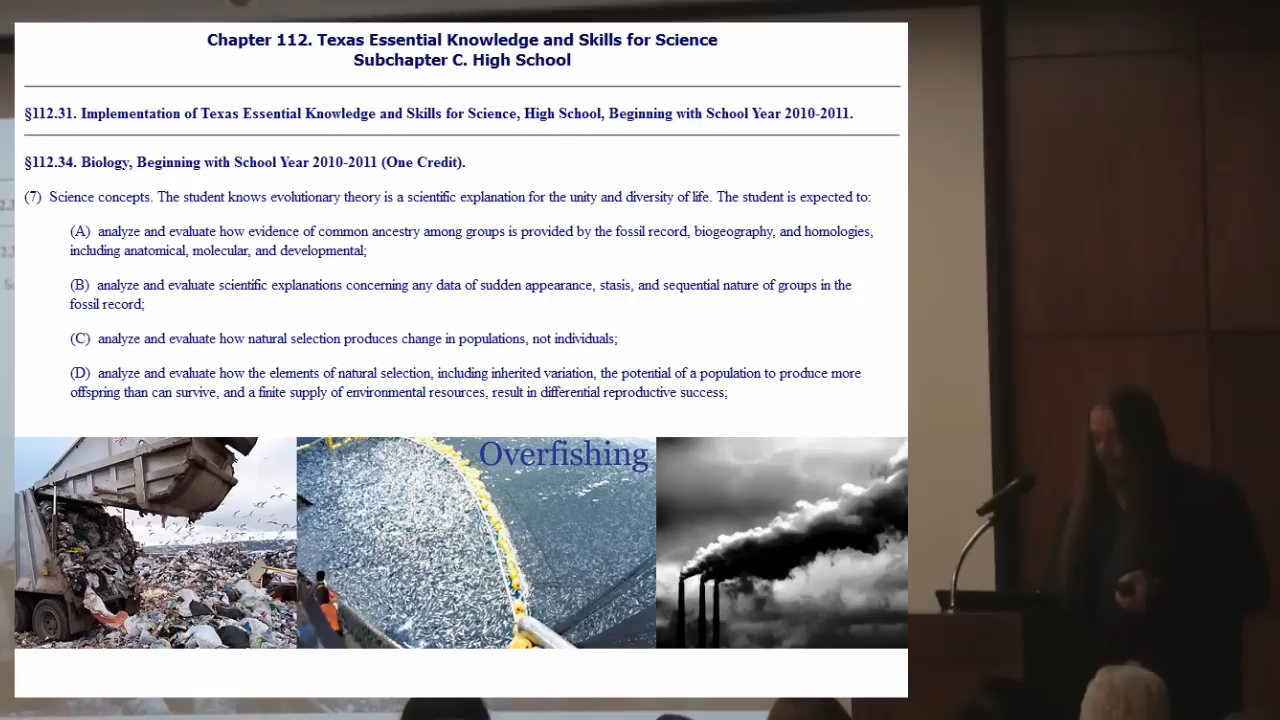 Chapter 112. Texas Essential Knowledge and Skills for Science
Subchapter C. High School
§112.31. Implementation of Texas Essential Knowledge and Skills for Science, High School, Beginning with School Year 2010-2011.
§112.34. Biology, Beginning with School Year 2010-2011 (One Credit).
(7) Science concepts. The student knows evolutionary theory is a scientific explanation for the unity and diversity of life. The student is expected to:
(A) analyze and evaluate how evidence of common ancestry among groups is provided by the fossil record, biogeography, and homologies,
including anatomical, molecular, and developmental;
(B) analyze and evaluate scientific explanations concerning any data of sudden appearance, stasis, and sequential nature of groups in the
fossil record;
(C) analyze and evaluate how natural selection produces change in populations, not individuals;
(D) analyze and evaluate how the elements of natural selection, including inherited variation, the potential of a population to produce more
offspring than can survive, and a finite supply of environmental resources, result in differential reproductive success;
Overfishing